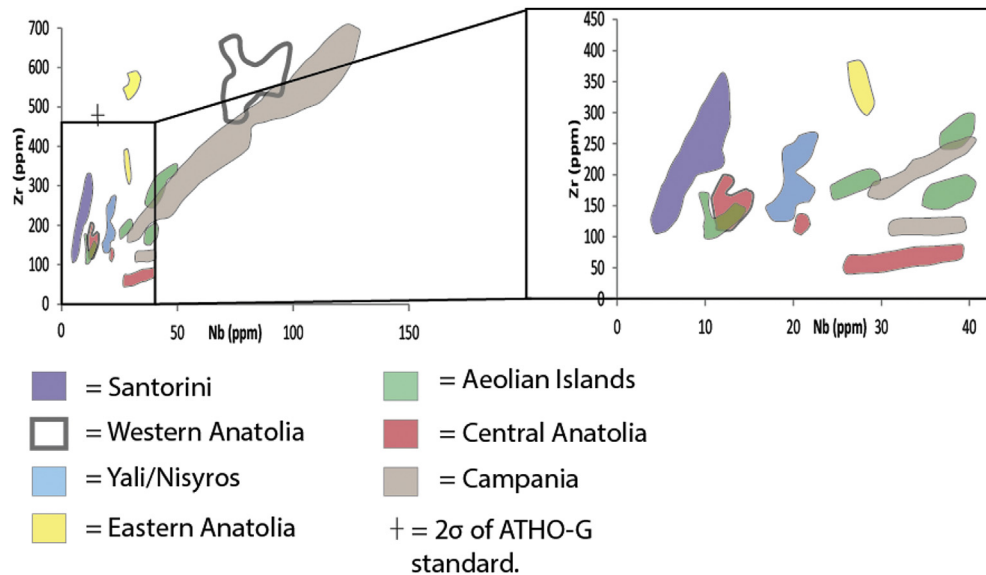 700
600
500
400
300
200
100
0
Zr (ppm)
0
50
100
150
Nb (ppm)
450
400
350
300
250
200
150
100
50
0
Zr (ppm)
0
10
20
30
40
Nb (ppm)
= Santorini
= Western Anatolia
= Yali/Nisyros
= Eastern Anatolia
= Aeolian Islands
= Central Anatolia
= Campania
= 2σ of ATHO-G
standard.